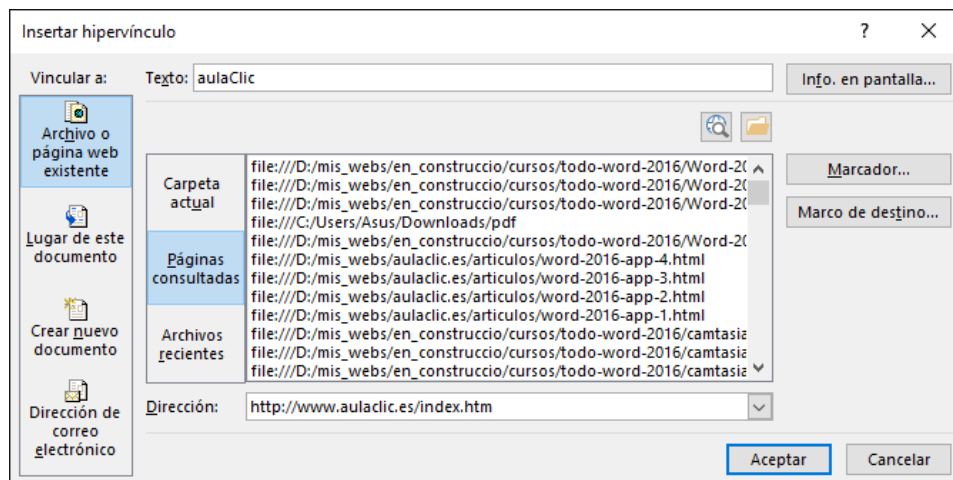 Insertar hipervínculo
Vincular a:
Texto: aulaClic
Info. en pantalla...
Archivo o
página web
existente
Lugar de este
documento
Crear nuevo
documento
Dirección de
correo
electrónico
Carpeta
actual
Páginas
consultadas
Archivos
recientes
file:///D:/mis_webs/en_construccio/cursos/todo-word-2016/Word-20
file:///D:/mis_webs/en_construccio/cursos/todo-word-2016/Word-20
file:///D:/mis_webs/en_construccio/cursos/todo-word-2016/Word-20
file:///C:/Users/Asus/Downloads/pdf
file:///D:/mis_webs/en_construccio/cursos/todo-word-2016/Word-20
file:///D:/mis_webs/aulaclic.es/articulos/word-2016-app-4.html
file:///D:/mis_webs/aulaclic.es/articulos/word-2016-app-3.html
file:///D:/mis_webs/aulaclic.es/articulos/word-2016-app-2.html
file:///D:/mis_webs/aulaclic.es/articulos/word-2016-app-1.html
file:///D:/mis_webs/en_construccio/cursos/todo-word-2016/camtasia
file:///D:/mis_webs/en_construccio/cursos/todo-word-2016/camtasia
file:///D:/mis_webs/en_construccio/cursos/todo-word-2016/camtasia
Marcador...
Marco de destino...
Dirección: http://www.aulaclic.es/index.htm
Aceptar
Cancelar